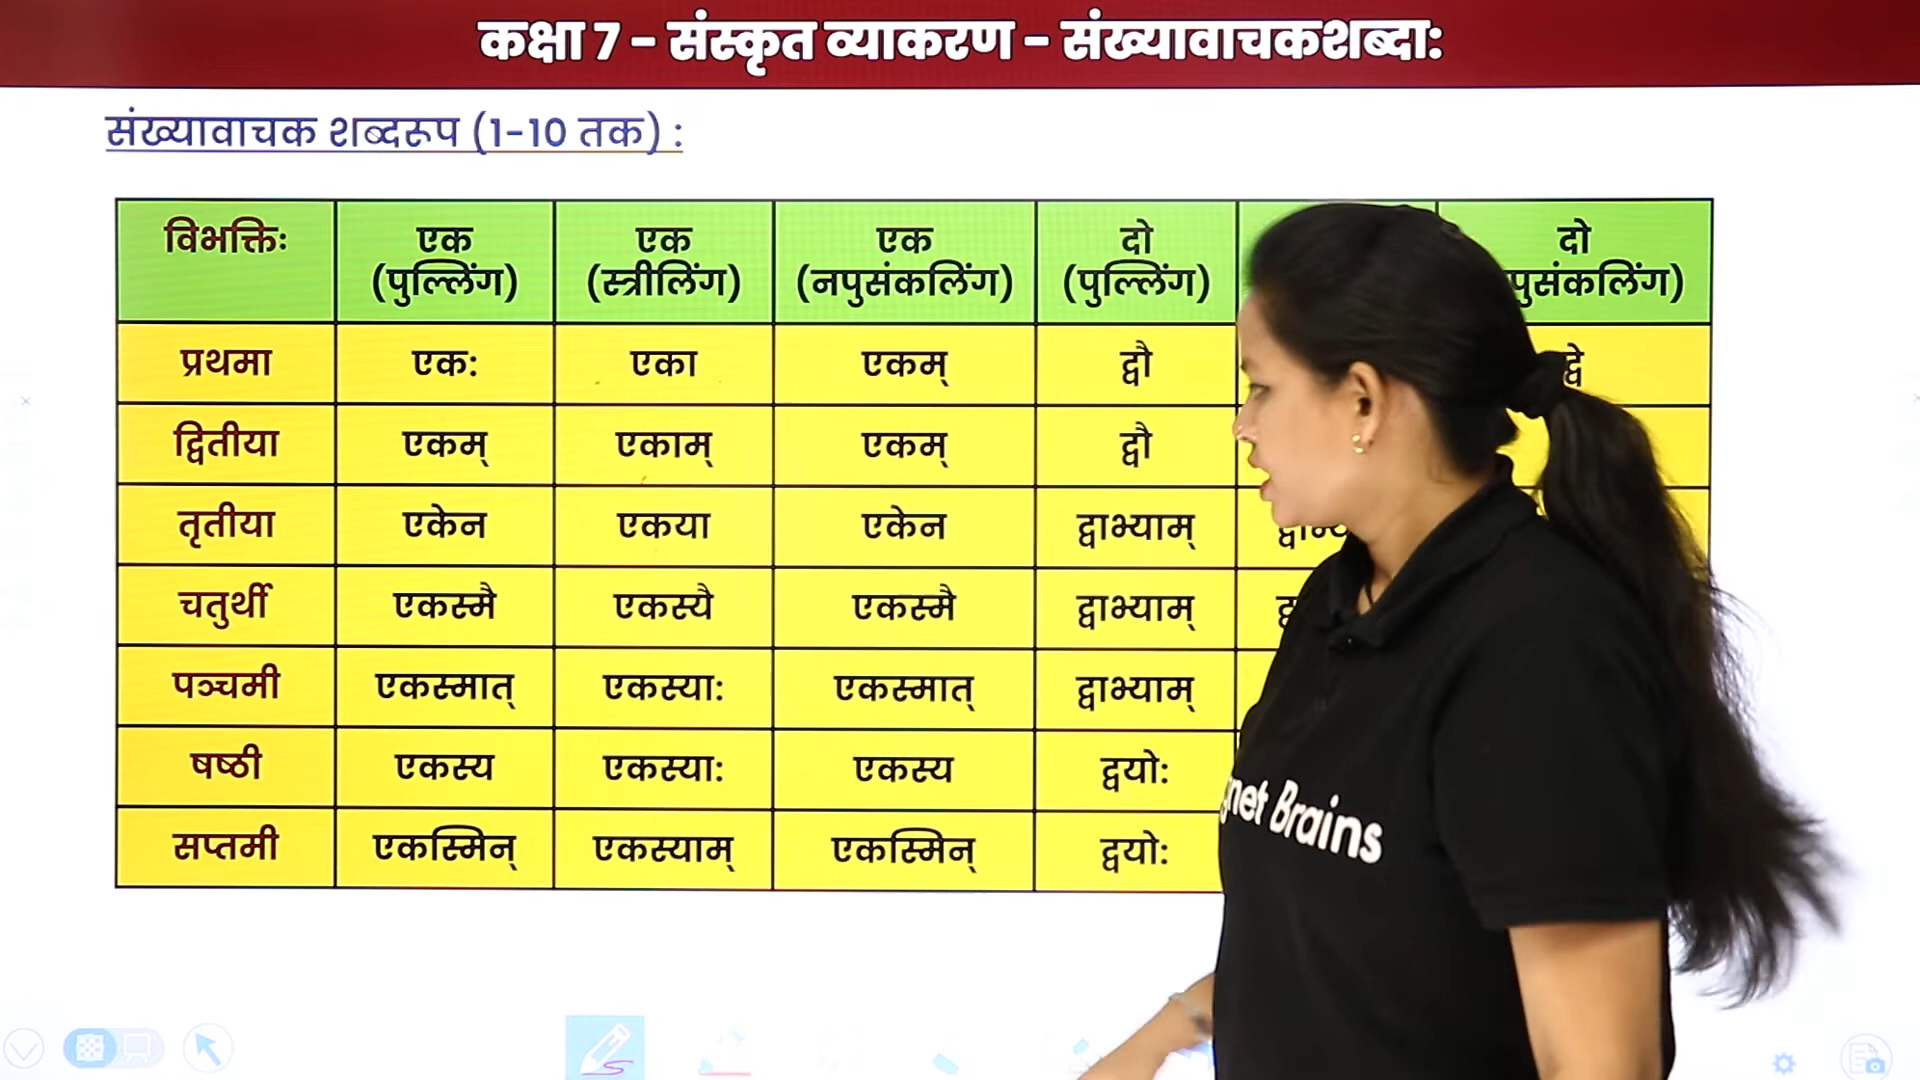 कक्षा 7 - संस्कृत व्याकरण - संख्यावाचकशब्दाः
संख्यावाचक शब्दरूप (1-10 तक) :
विभक्तिः एक (पुल्लिंग) एक (स्त्रीलिंग) एक (नपुसंकलिंग) दो (पुल्लिंग) दो
प्रथमा एकः एका एकम् द्वौ द्वे
द्वितीया एकम् एकाम् एकम् द्वौ
तृतीया एकेन एकया एकेन द्वाभ्याम्
चतुर्थी एकस्मै एकस्यै एकस्मै द्वाभ्याम्
पञ्चमी एकस्मात् एकस्याः एकस्मात् द्वाभ्याम्
षष्ठी एकस्य एकस्याः एकस्य द्वयोः
सप्तमी एकस्मिन् एकस्याम् एकस्मिन् द्वयोः
Brains